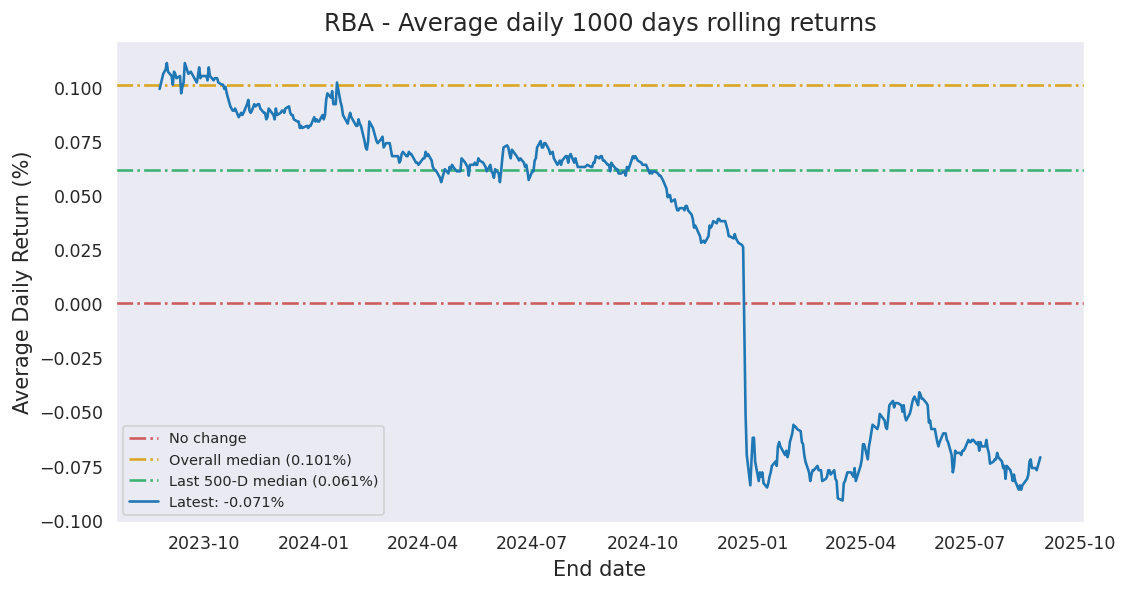 RBA - Average daily 1000 days rolling returns
Average Daily Return (%)
0.100
0.075
0.050
0.025
0.000
−0.025
−0.050
−0.075
−0.100
No change
Overall median (0.101%)
Last 500-D median (0.061%)
Latest: -0.071%
2023-10 2024-01 2024-04 2024-07 2024-10 2025-01 2025-04 2025-07 2025-10
End date